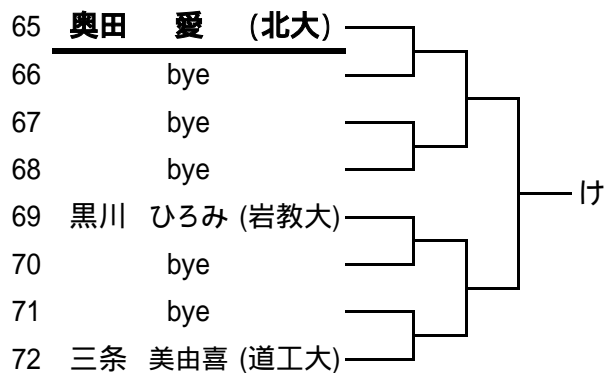 65 奥田 愛 (北大)
66 bye
67 bye
68 bye
け
69 黒川 ひろみ (岩教大)
70 bye
71 bye
72 三条 美由喜 (道工大)